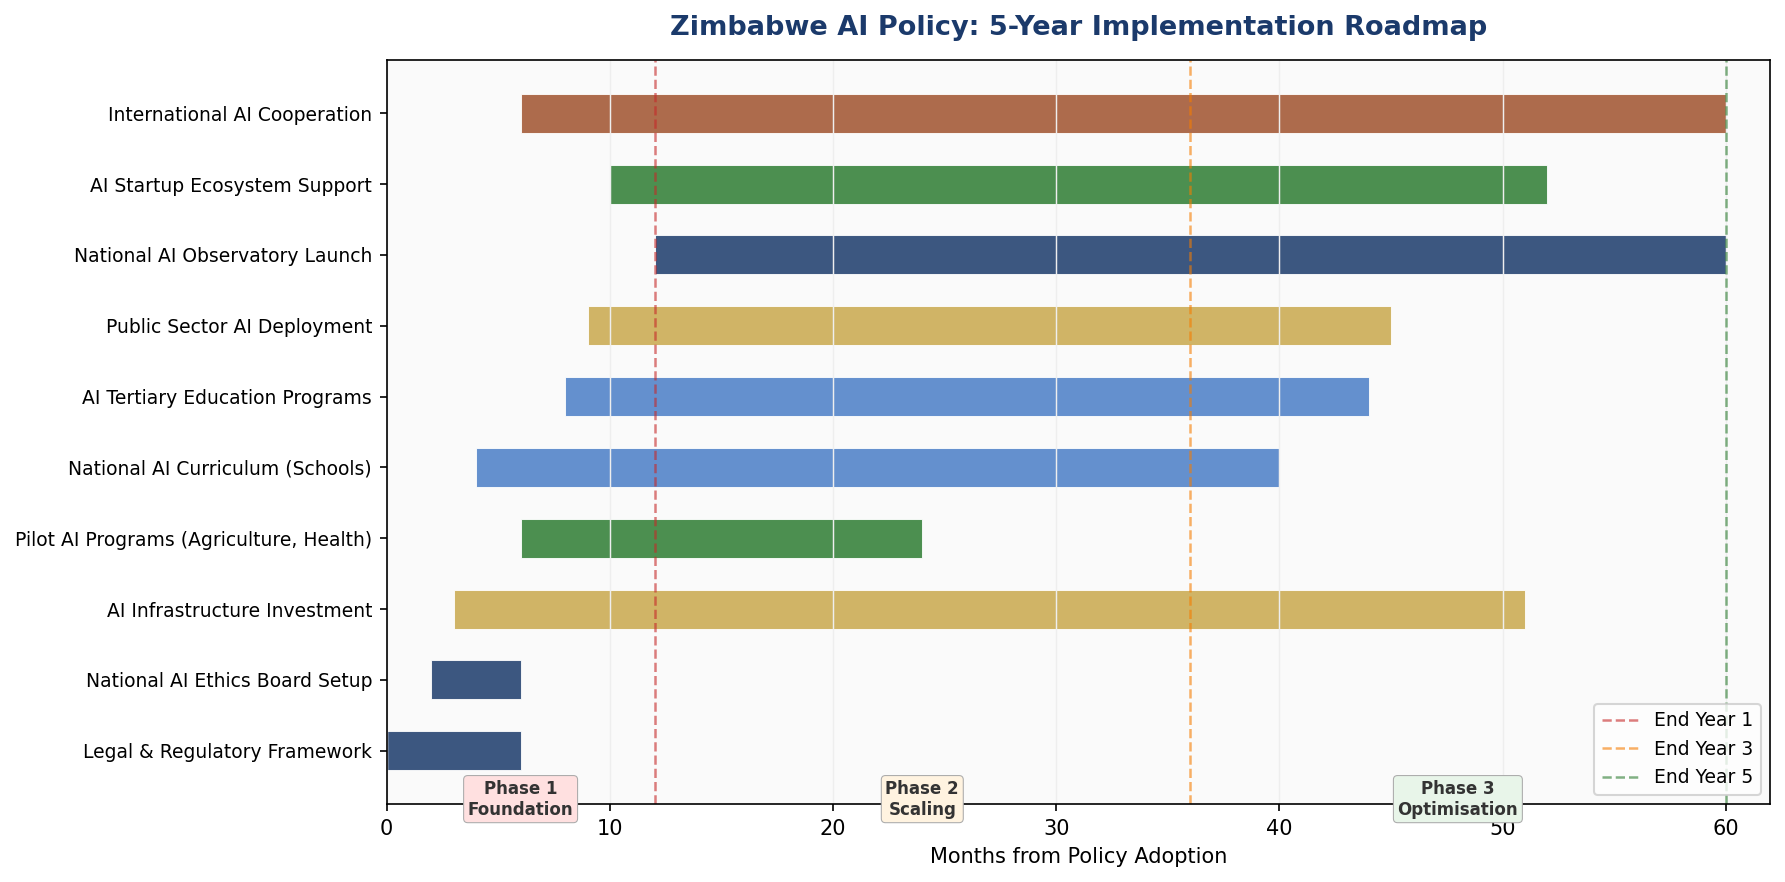 Zimbabwe AI Policy: 5-Year Implementation Roadmap
International AI Cooperation
AI Startup Ecosystem Support
National AI Observatory Launch
Public Sector AI Deployment
AI Tertiary Education Programs
National AI Curriculum (Schools)
Pilot AI Programs (Agriculture, Health)
AI Infrastructure Investment
National AI Ethics Board Setup
Legal & Regulatory Framework
End Year 1
End Year 3
End Year 5
Phase 1
Foundation
Phase 2
Scaling
Phase 3
Optimisation
0 10 20 30 40 50 60
Months from Policy Adoption